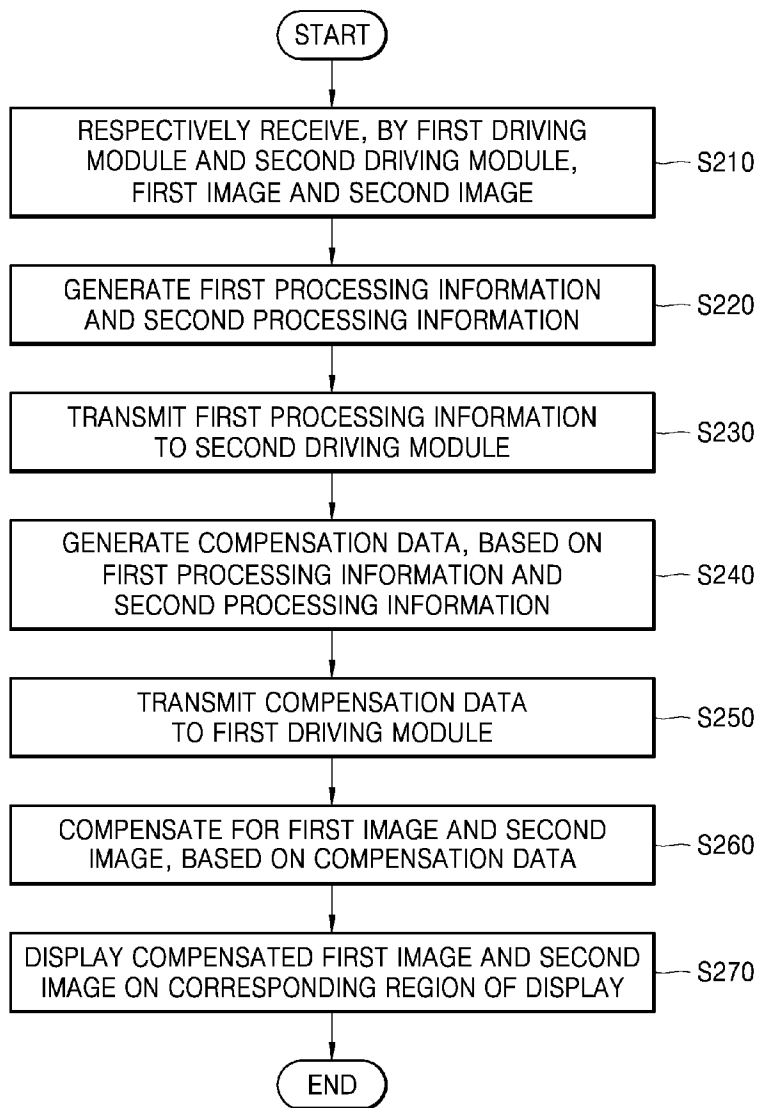 START
RESPECTIVELY RECEIVE, BY FIRST DRIVING
MODULE AND SECOND DRIVING MODULE,
FIRST IMAGE AND SECOND IMAGE
S210
GENERATE FIRST PROCESSING INFORMATION
AND SECOND PROCESSING INFORMATION
S220
TRANSMIT FIRST PROCESSING INFORMATION
TO SECOND DRIVING MODULE
S230
GENERATE COMPENSATION DATA, BASED ON
FIRST PROCESSING INFORMATION AND
SECOND PROCESSING INFORMATION
S240
TRANSMIT COMPENSATION DATA
TO FIRST DRIVING MODULE
S250
COMPENSATE FOR FIRST IMAGE AND SECOND
IMAGE, BASED ON COMPENSATION DATA
S260
DISPLAY COMPENSATED FIRST IMAGE AND SECOND
IMAGE ON CORRESPONDING REGION OF DISPLAY
S270
END